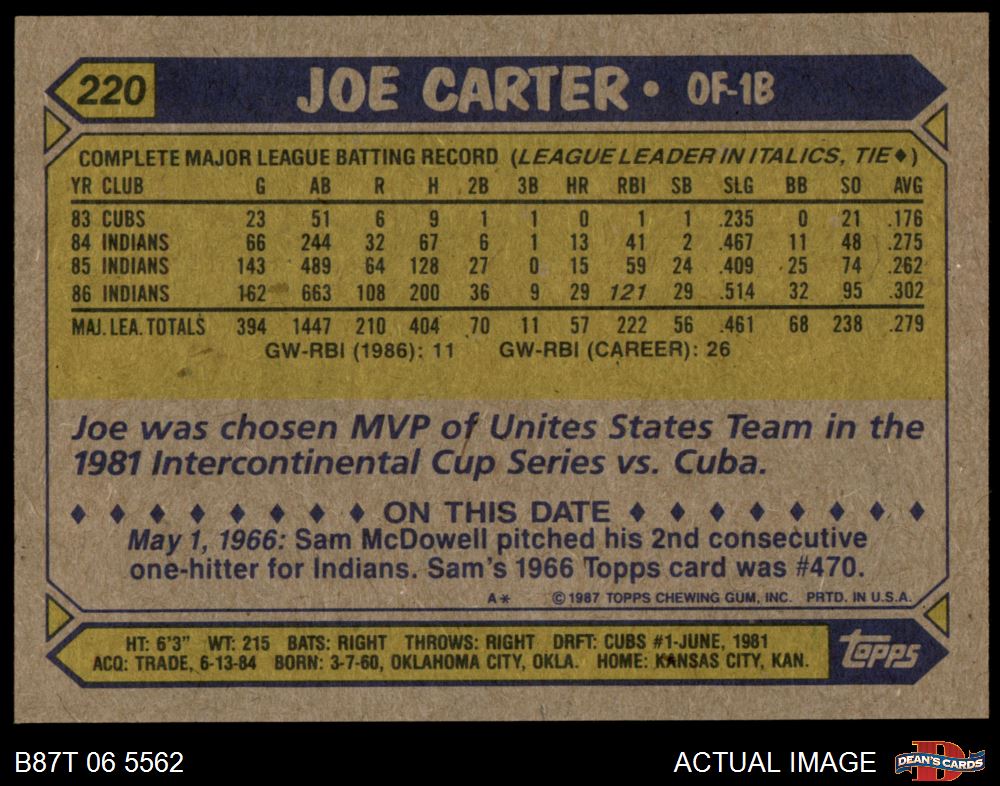 220 JOE CARTER • OF-1B
COMPLETE MAJOR LEAGUE BATTING RECORD (LEAGUE LEADER IN ITALICS, TIE♦)
YR CLUB G AB R H 2B 3B HR RBI SB SLG BB SO AVG
83 CUBS 23 51 6 9 1 1 0 1 1 .235 0 21 .176
84 INDIANS 66 244 32 67 6 1 13 41 2 .467 11 48 .275
85 INDIANS 143 489 64 128 27 0 15 59 24 .409 25 74 .262
86 INDIANS 162 663 108 200 36 9 29 121 29 .514 32 95 .302
MAJ. LEA. TOTALS 394 1447 210 404 70 11 57 222 56 .461 68 238 .279
GW-RBI (1986): 11 GW-RBI (CAREER): 26
Joe was chosen MVP of Unites States Team in the
1981 Intercontinental Cup Series vs. Cuba.
♦ ♦ ♦ ♦ ♦ ♦ ♦ ♦ ON THIS DATE ♦ ♦ ♦ ♦ ♦ ♦ ♦ ♦
May 1, 1966: Sam McDowell pitched his 2nd consecutive
one-hitter for Indians. Sam's 1966 Topps card was #470.
A* © 1987 TOPPS CHEWING GUM, INC. PRTD. IN U.S.A.
HT: 6'3" WT: 215 BATS: RIGHT THROWS: RIGHT DRFT: CUBS #1-JUNE, 1981
ACQ: TRADE, 6-13-84 BORN: 3-7-60, OKLAHOMA CITY, OKLA. HOME: KANSAS CITY, KAN.
topps
B87T 06 5562 ACTUAL IMAGE
D DEAN'S CARDS